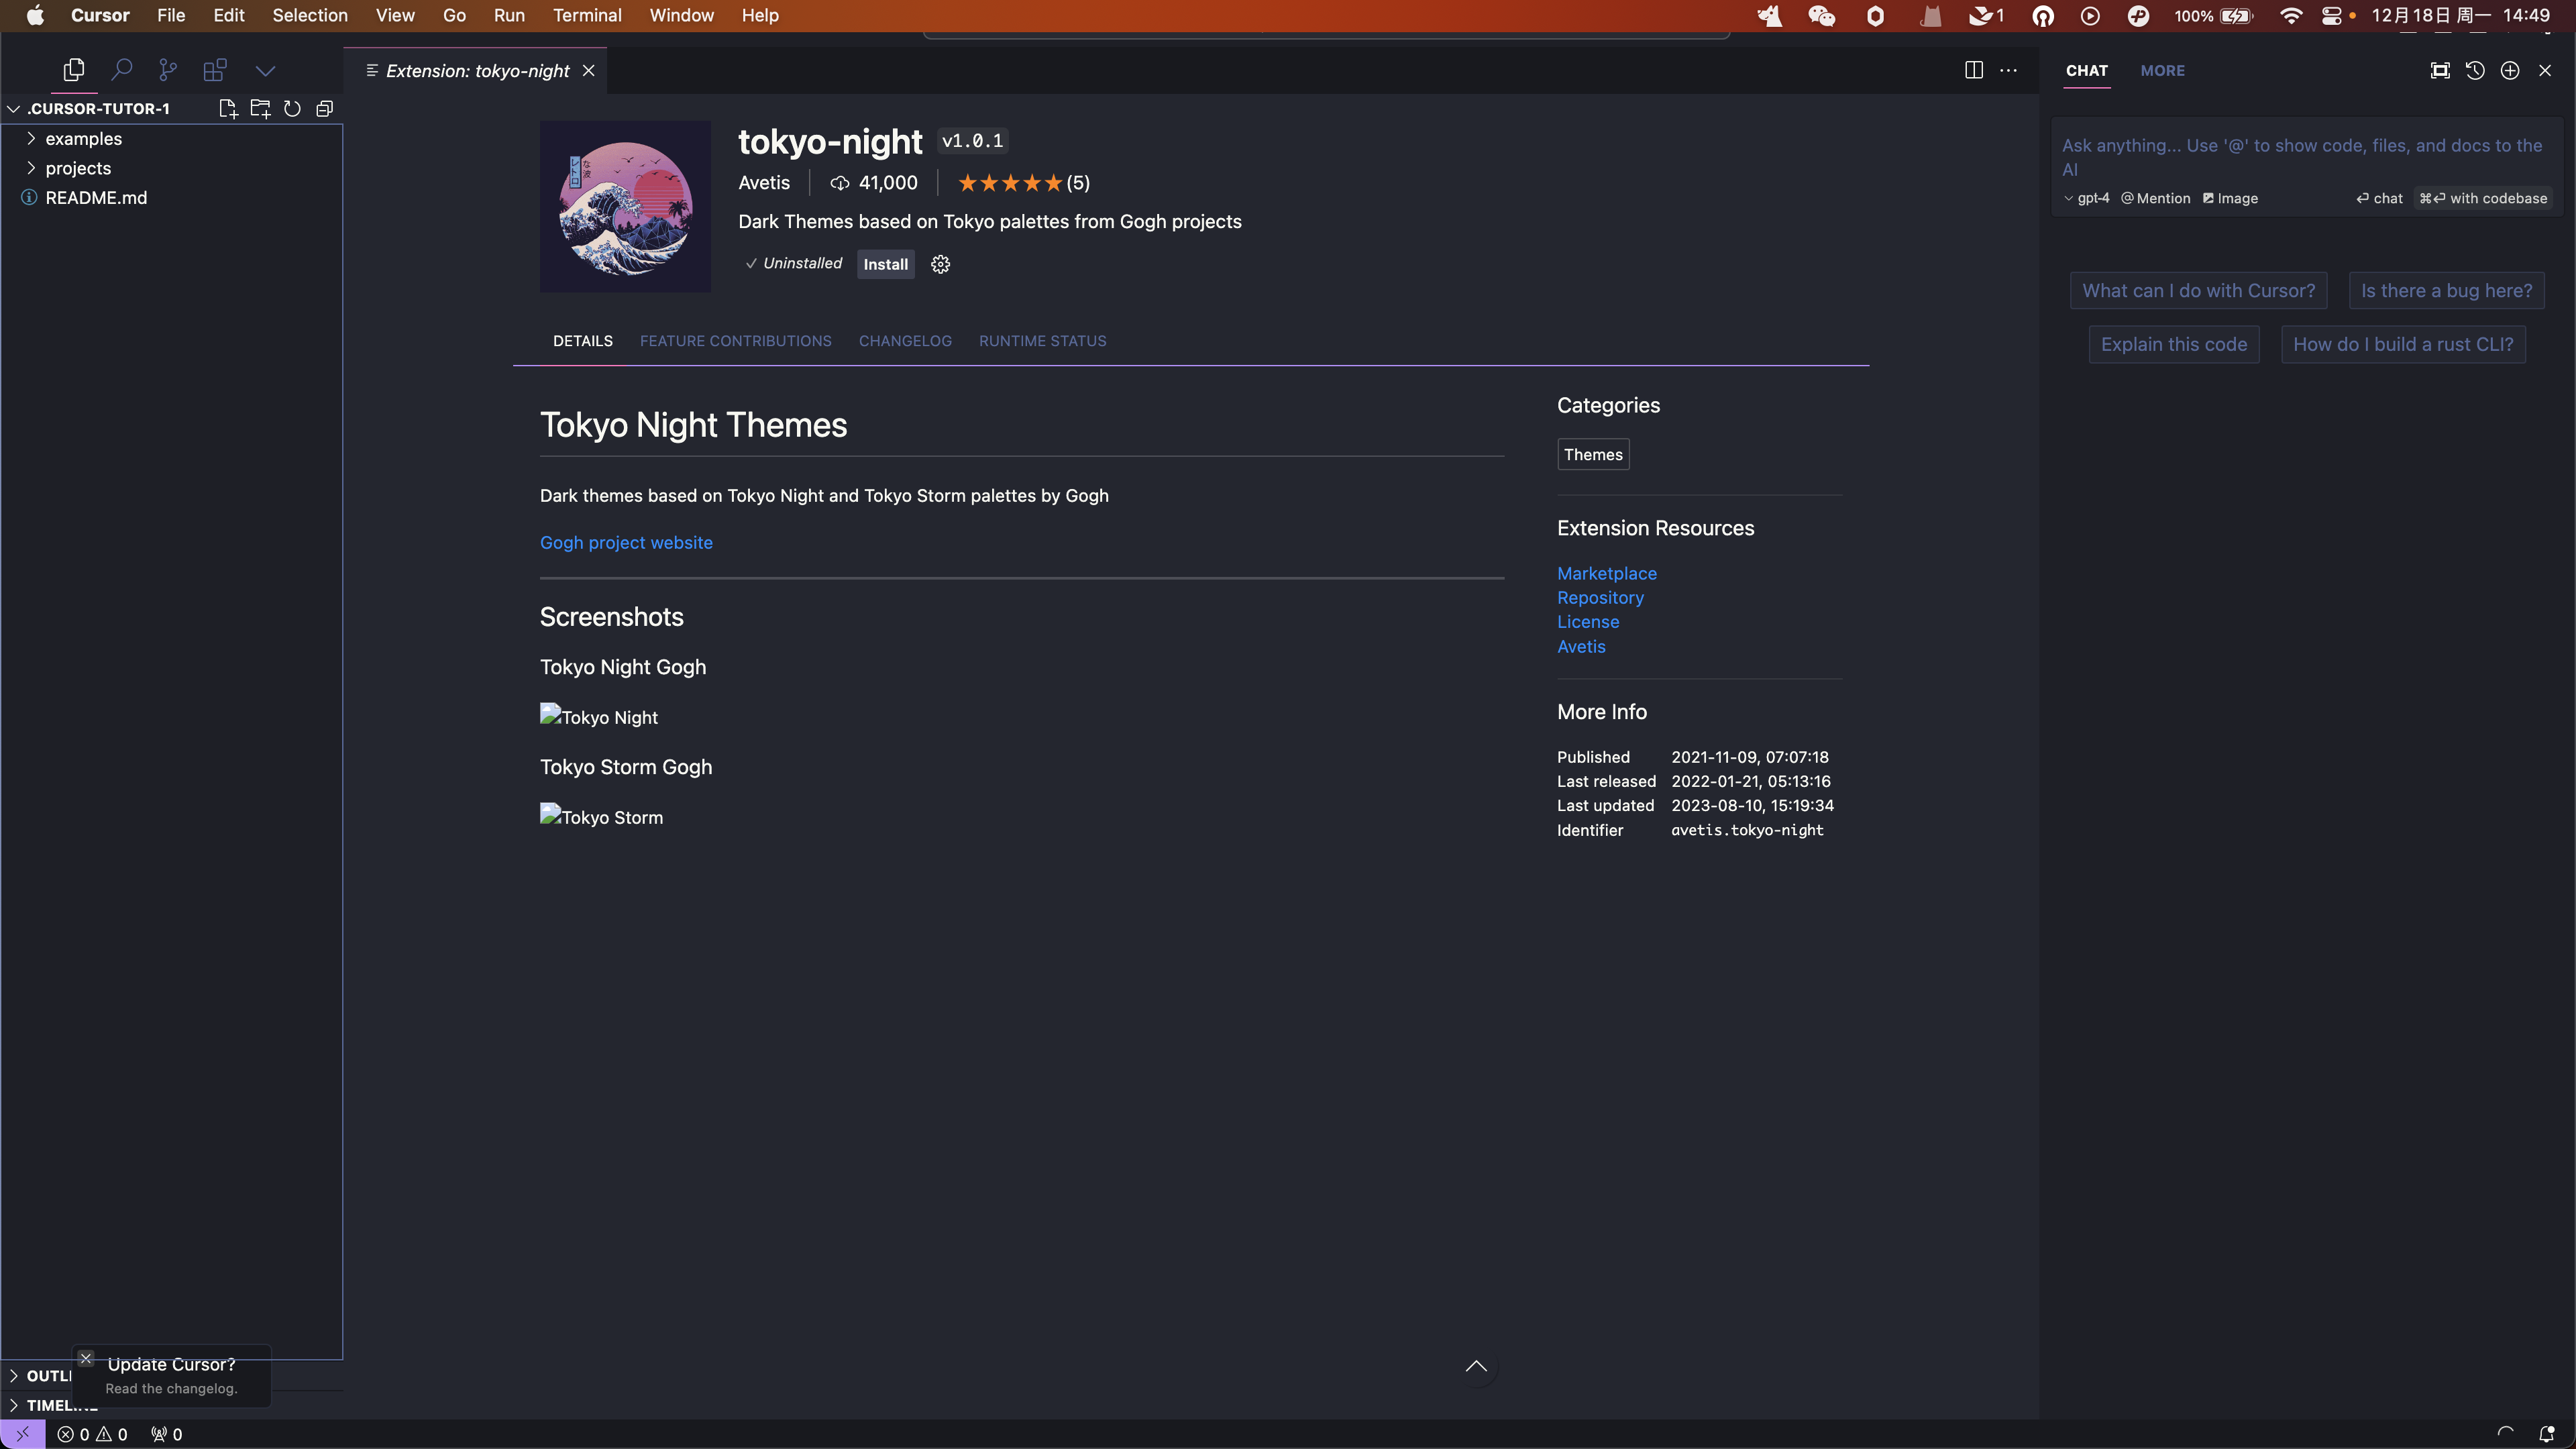 Cursor File Edit Selection View Go Run Terminal Window Help 1 100% 12月18日 周一 14:49
Extension: tokyo-night
CHAT MORE
.CURSOR-TUTOR-1
examples
projects
README.md
tokyo-night v1.0.1
Avetis 41,000 (5)
Dark Themes based on Tokyo palettes from Gogh projects
Uninstalled Install
DETAILS FEATURE CONTRIBUTIONS CHANGELOG RUNTIME STATUS
Tokyo Night Themes
Dark themes based on Tokyo Night and Tokyo Storm palettes by Gogh
Gogh project website
Screenshots
Tokyo Night Gogh
Tokyo Night
Tokyo Storm Gogh
Tokyo Storm
Categories
Themes
Extension Resources
Marketplace
Repository
License
Avetis
More Info
Published 2021-11-09, 07:07:18
Last released 2022-01-21, 05:13:16
Last updated 2023-08-10, 15:19:34
Identifier avetis.tokyo-night
Ask anything... Use '@' to show code, files, and docs to the
AI
gpt-4 @Mention Image chat ⌘⏎ with codebase
What can I do with Cursor? Is there a bug here?
Explain this code How do I build a rust CLI?
Update Cursor?
Read the changelog.
TIMELINE
0 0 0